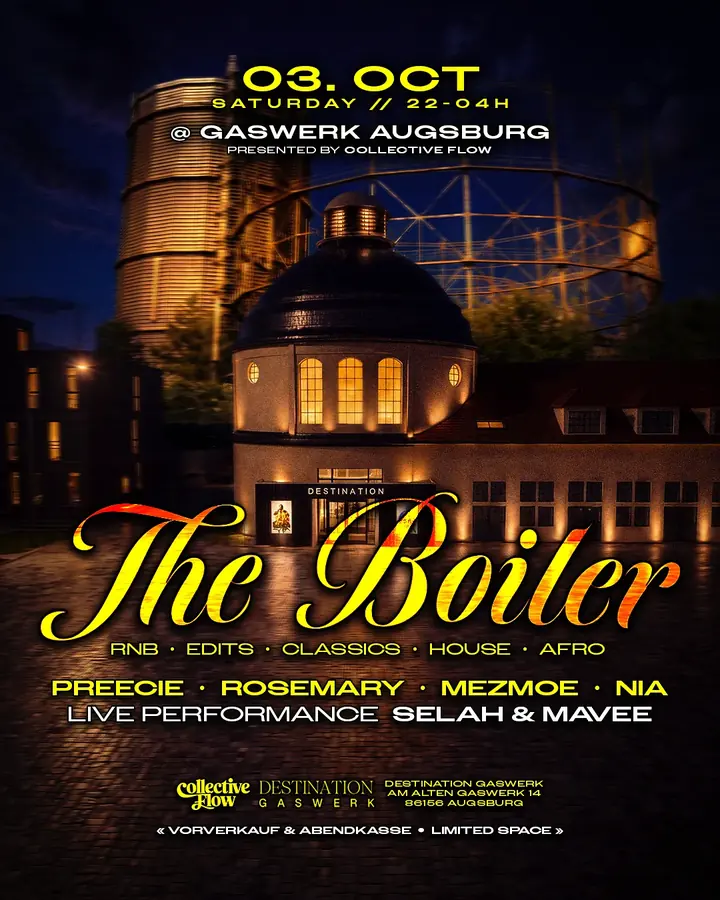 03. OCT
SATURDAY // 22-04H
@ GASWERK AUGSBURG
PRESENTED BY COLLECTIVE FLOW
DESTINATION
The Boiler
RNB · EDITS · CLASSICS · HOUSE · AFRO
PREECIE · ROSEMARY · MEZMOE · NIA
LIVE PERFORMANCE SELAH & MAVEE
Collective Flow
DESTINATION
GASWERK
DESTINATION GASWERK
AM ALTEN GASWERK 14
86156 AUGSBURG
« VORVERKAUF & ABENDKASSE • LIMITED SPACE »